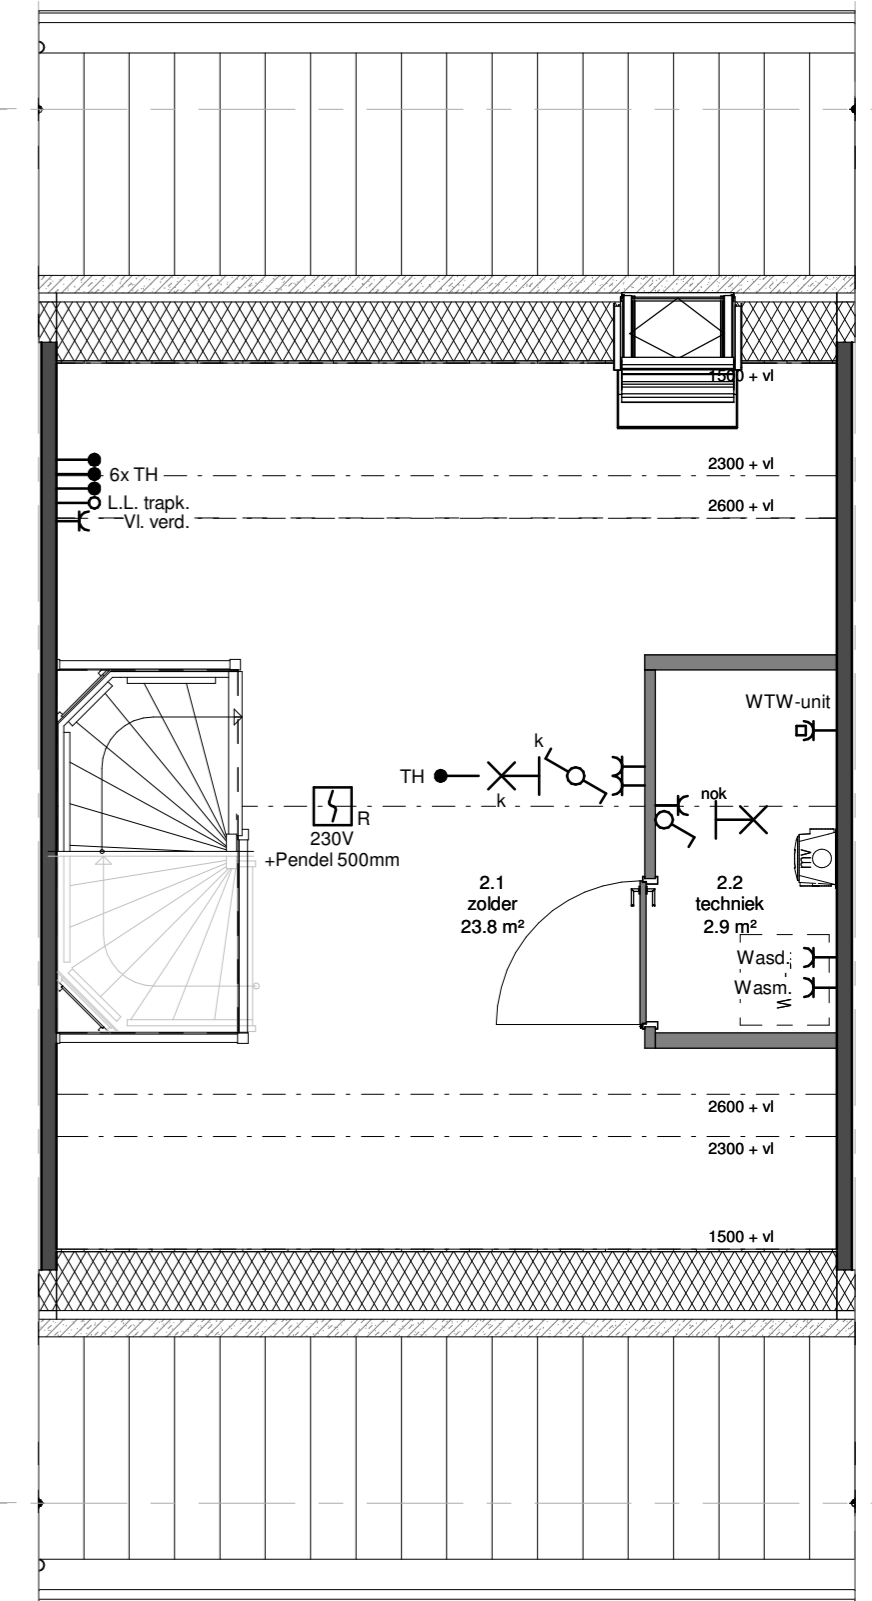 1500 + vl
2300 + vl
6x TH
2600 + vl
L.L. trapk.
Vl. verd.
WTW-unit
k
TH
k
nok
R
230V
+Pendel 500mm
mv
2.1
zolder
23.8 m²
2.2
techniek
2.9 m²
Wasd.
Wasm.
2600 + vl
2300 + vl
1500 + vl